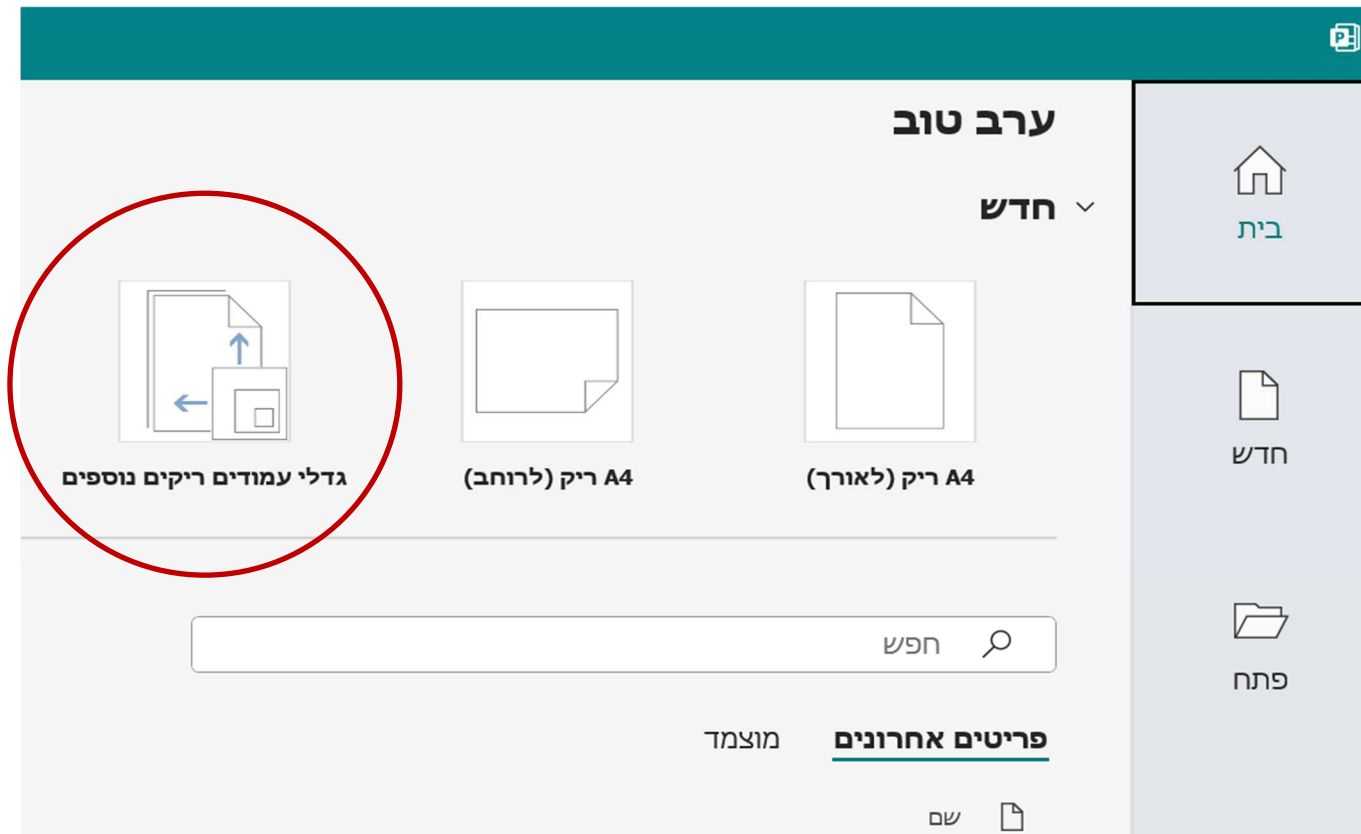 ערב טוב
חדש
A4 ריק (לאורך)
A4 ריק (לרוחב)
גדלי עמודים ריקים נוספים
חפש
פריטים אחרונים
מוצמד
שם
בית
חדש
פתח